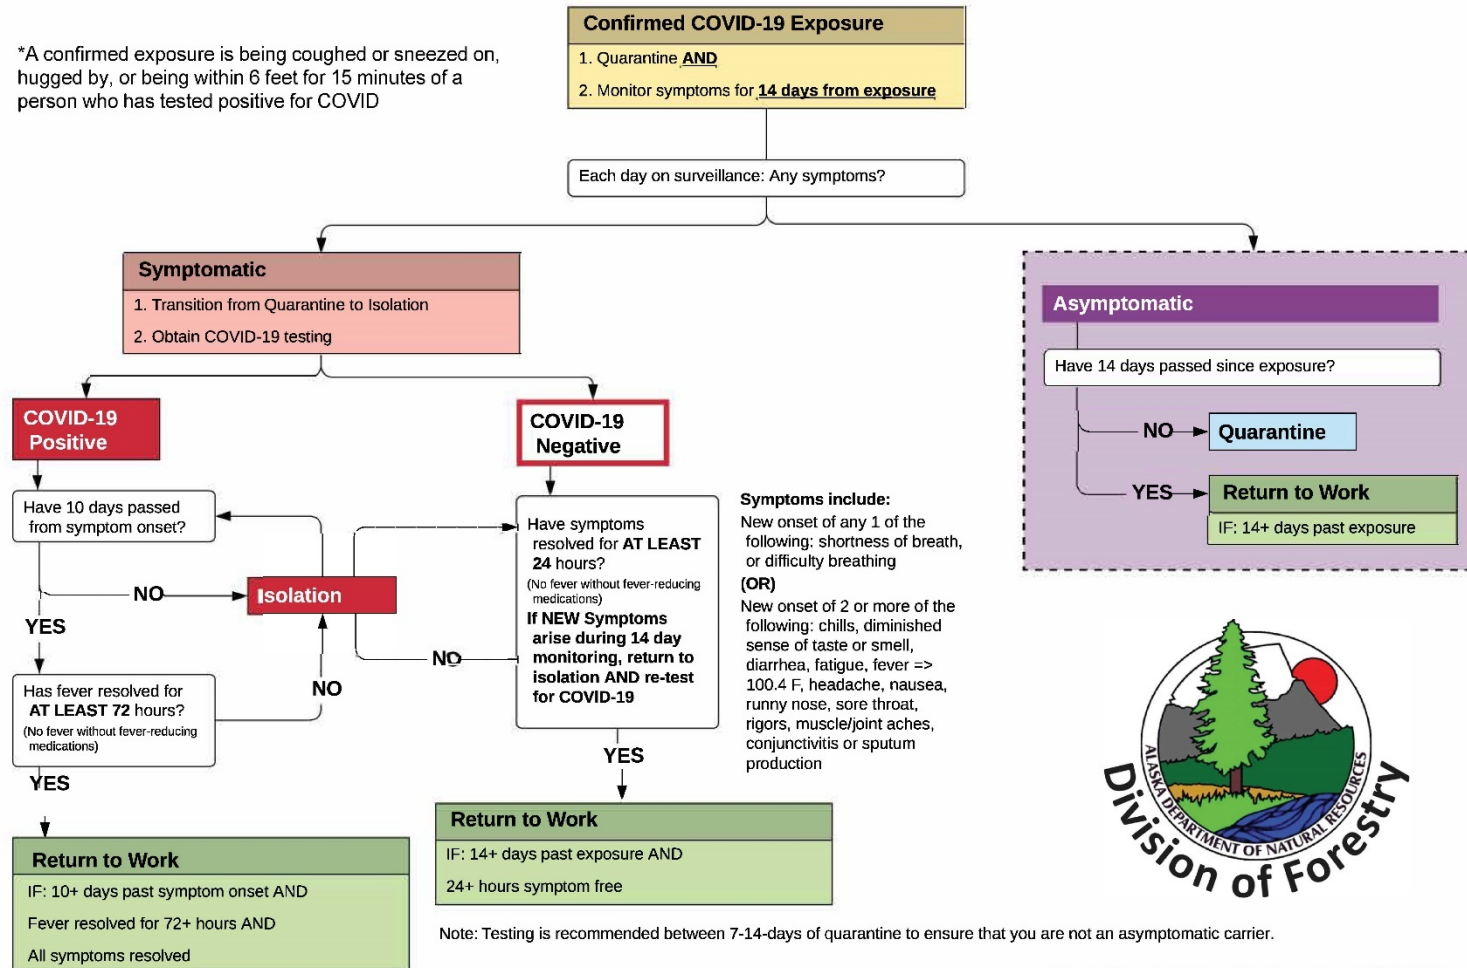 *A confirmed exposure is being coughed or sneezed on,
hugged by, or being within 6 feet for 15 minutes of a
person who has tested positive for COVID
Confirmed COVID-19 Exposure
1. Quarantine AND
2. Monitor symptoms for 14 days from exposure
Each day on surveillance: Any symptoms?
Symptomatic
1. Transition from Quarantine to Isolation
2. Obtain COVID-19 testing
Asymptomatic
Have 14 days passed since exposure?
NO
Quarantine
YES
Return to Work
IF: 14+ days past exposure
COVID-19
Positive
Have 10 days passed
from symptom onset?
NO
Isolation
YES
Has fever resolved for
AT LEAST 72 hours?
(No fever without fever-reducing
medications)
NO
YES
Return to Work
IF: 10+ days past symptom onset AND
Fever resolved for 72+ hours AND
All symptoms resolved
COVID-19
Negative
Have symptoms
resolved for AT LEAST
24 hours?
(No fever without fever-reducing
medications)
If NEW Symptoms
arise during 14 day
monitoring, return to
isolation AND re-test
for COVID-19
NO
YES
Return to Work
IF: 14+ days past exposure AND
24+ hours symptom free
Symptoms include:
New onset of any 1 of the
following: shortness of breath,
or difficulty breathing
(OR)
New onset of 2 or more of the
following: chills, diminished
sense of taste or smell,
diarrhea, fatigue, fever =>
100.4 F, headache, nausea,
runny nose, sore throat,
rigors, muscle/joint aches,
conjunctivitis or sputum
production
ALASKA DEPARTMENT OF NATURAL RESOURCES
Division of Forestry
Note: Testing is recommended between 7-14-days of quarantine to ensure that you are not an asymptomatic carrier.